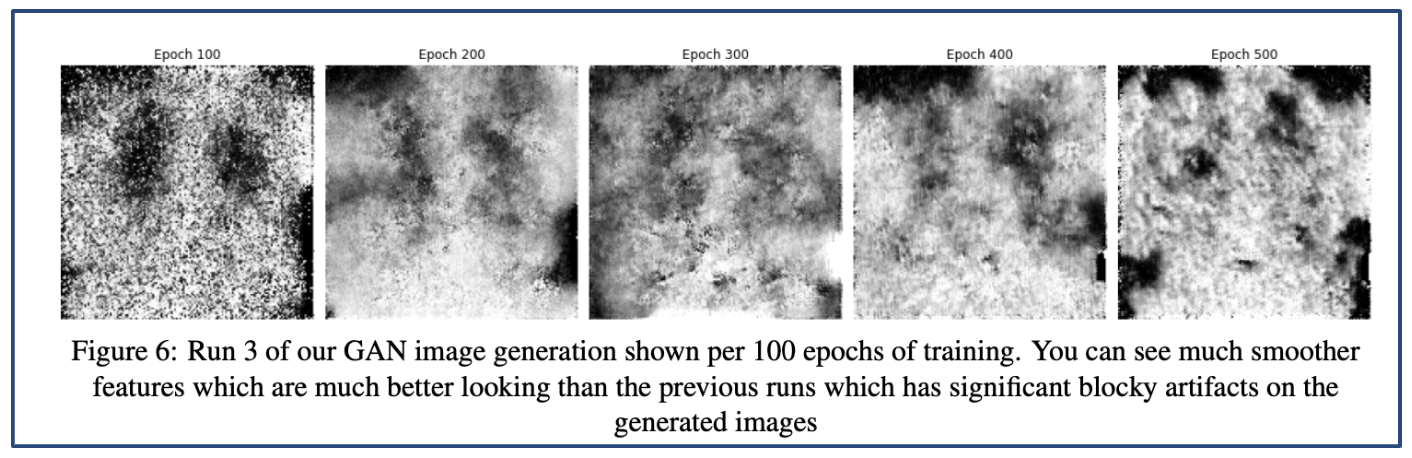 Epoch 100 Epoch 200 Epoch 300 Epoch 400 Epoch 500
Figure 6: Run 3 of our GAN image generation shown per 100 epochs of training. You can see much smoother
features which are much better looking than the previous runs which has significant blocky artifacts on the
generated images